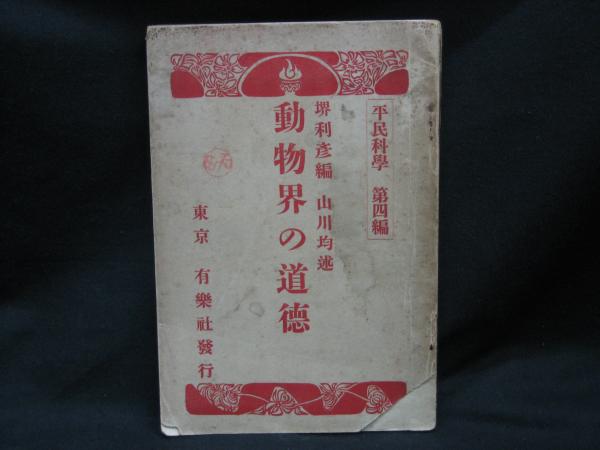 平民科學 第四編
堺利彦編 山川均述
動物界の道德
東京 有樂社發行